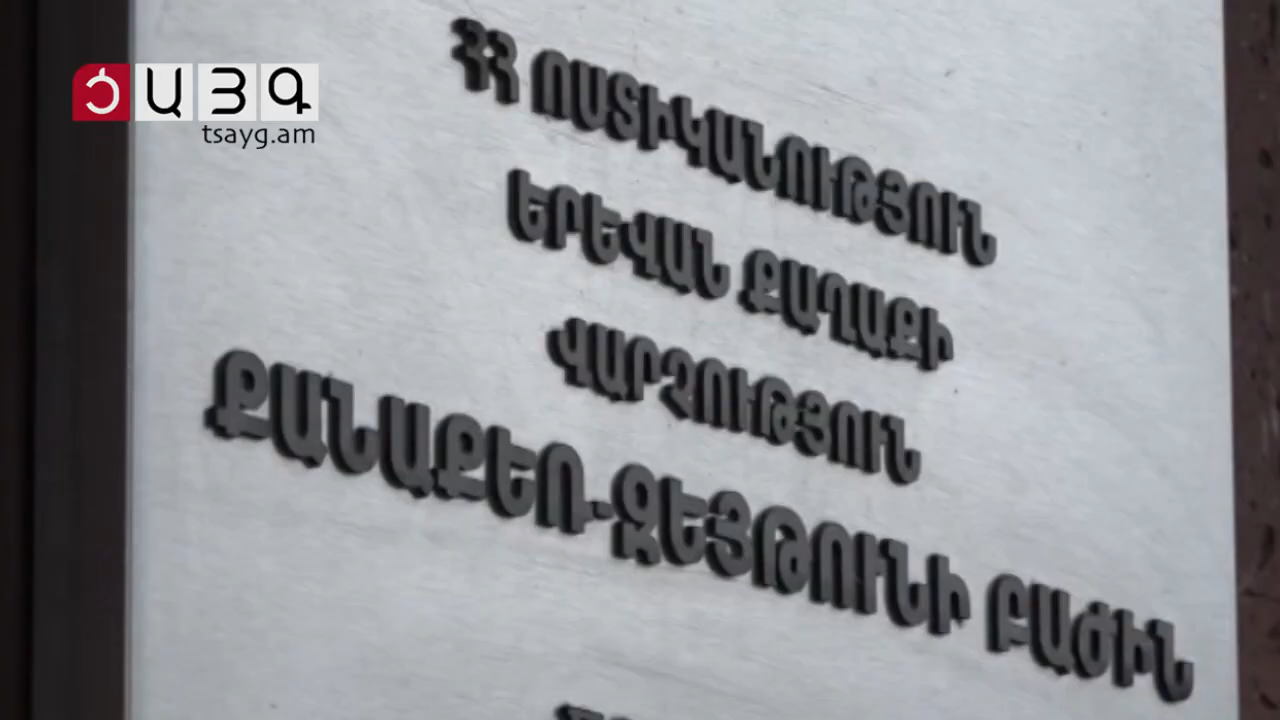 ԾԱՅԳ
tsayg.am
ՀՀ ՈՍՏԻԿԱՆՈՒԹՅՈՒՆ
ԵՐԵՎԱՆ ՔԱՂԱՔԻ
ՎԱՐՉՈՒԹՅՈՒՆ
ՔԱՆԱՔԵՌ-ԶԵՅԹՈՒՆԻ ԲԱԺԻՆ